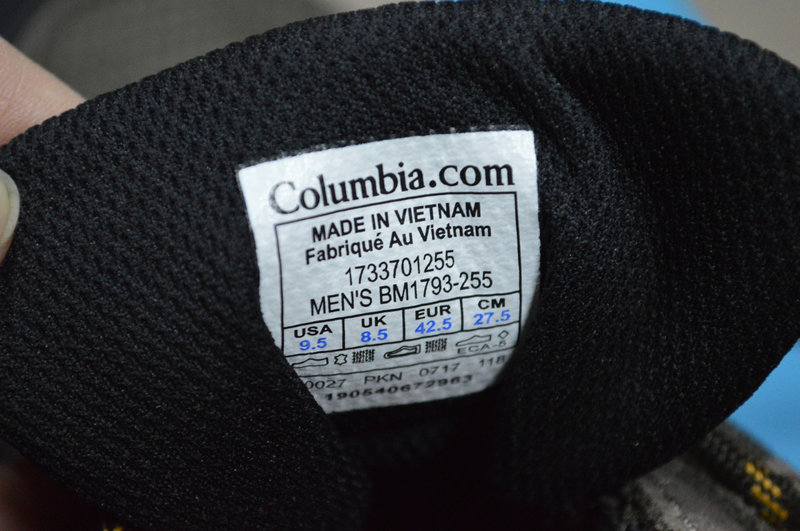 Columbia.com
MADE IN VIETNAM
Fabriqué Au Vietnam
1733701255
MEN'S BM1793-255
USA UK EUR CM
9.5 8.5 42.5 27.5
ECA-5
0027 PKN 0717 118
190540672963